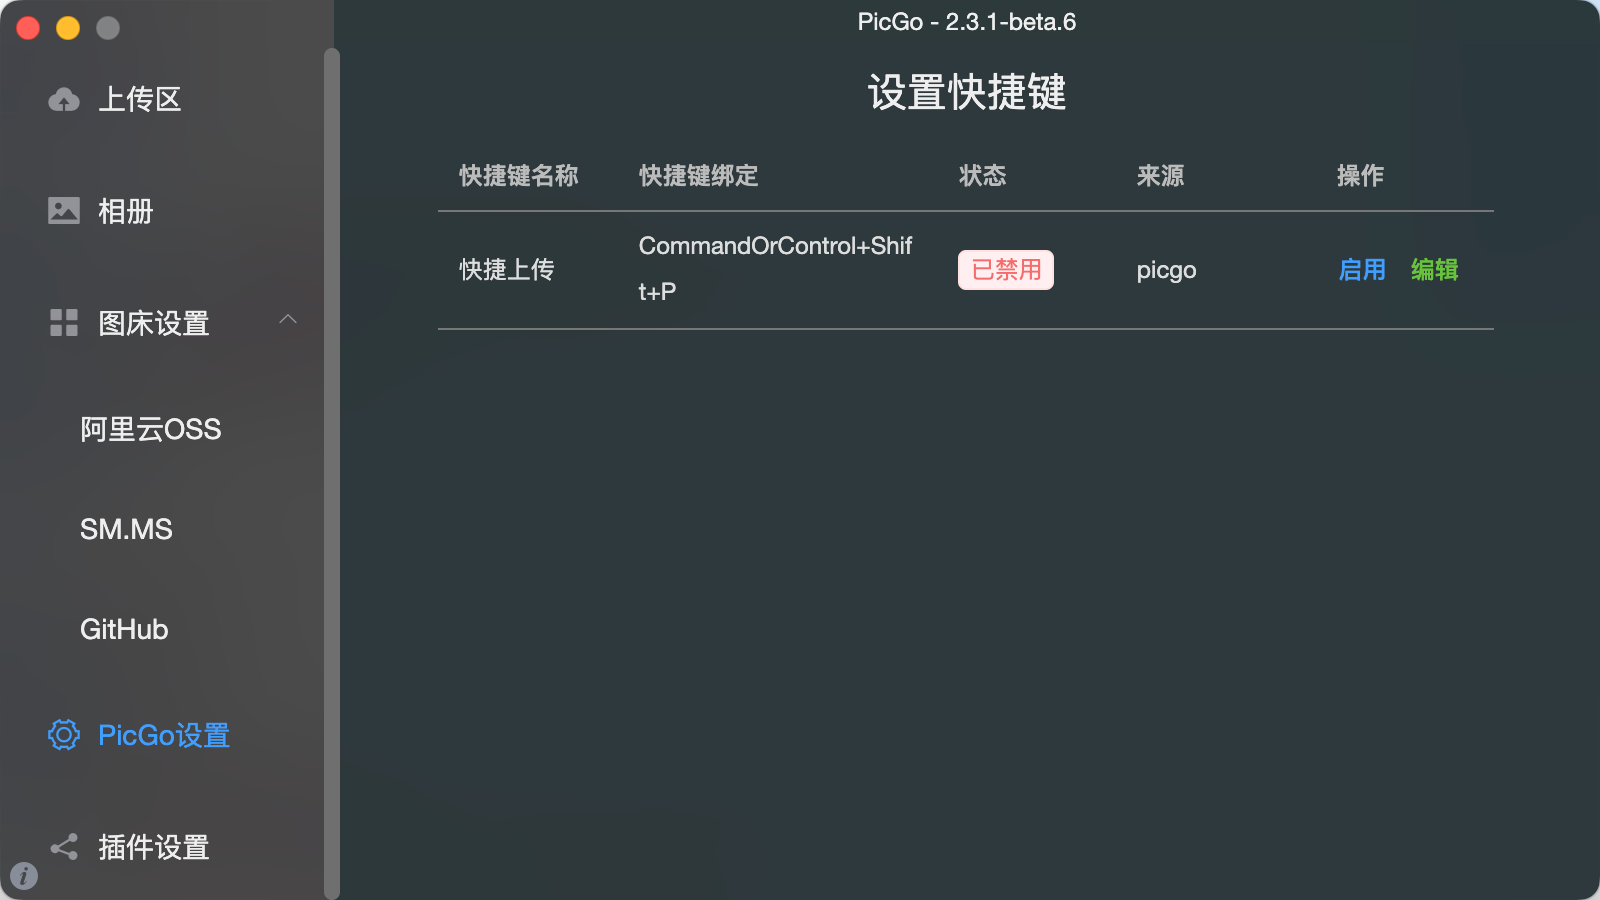 PicGo - 2.3.1-beta.6
上传区
相册
图床设置
阿里云OSS
SM.MS
GitHub
PicGo设置
插件设置
i
设置快捷键
快捷键名称 快捷键绑定 状态 来源 操作
快捷上传 CommandOrControl+Shif
t+P 已禁用 picgo 启用 编辑